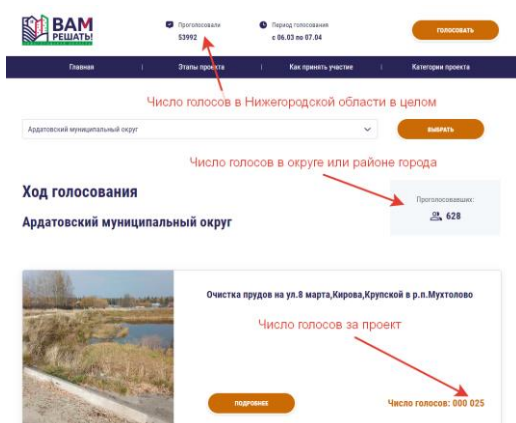 ВАМ
РЕШАТЬ!
Проголосовали
53992
Период голосования
с 06.03 по 07.04
ГОЛОСОВАТЬ
Главная | Этапы проекта | Как принять участие | Категории проекта
Число голосов в Нижегородской области в целом
Ардатовский муниципальный округ
ВЫБРАТЬ
Число голосов в округе или районе города
Ход голосования
Проголосовавших:
628
Ардатовский муниципальный округ
Очистка прудов на ул.8 марта,Кирова,Крупской в р.п.Мухтолово
Число голосов за проект
ПОДРОБНЕЕ
Число голосов: 000 025